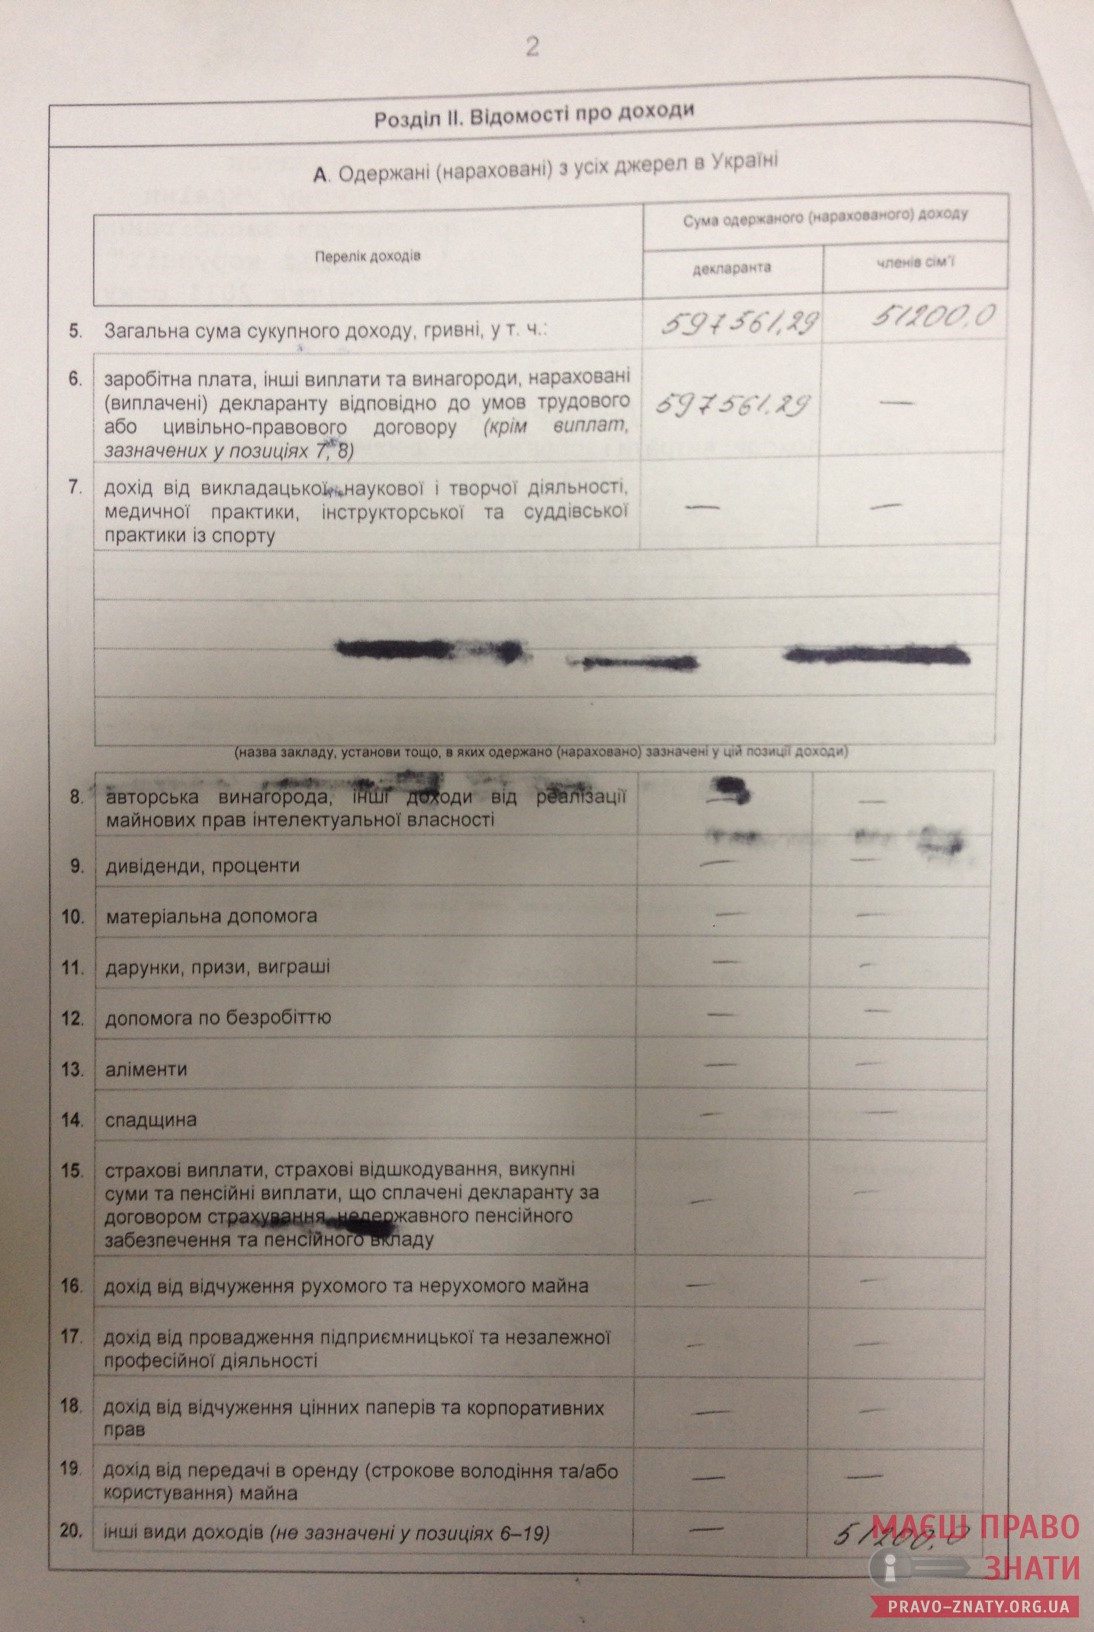 2
Розділ II. Відомості про доходи
А. Одержані (нараховані) з усіх джерел в Україні
Перелік доходів
Сума одержаного (нарахованого) доходу
декларанта
членів сім'ї
5. Загальна сума сукупного доходу, гривні, у т. ч.: 597561,29 51200,0
6. заробітна плата, інші виплати та винагороди, нараховані
(виплачені) декларанту відповідно до умов трудового 597561,29 —
або цивільно-правового договору (крім виплат,
зазначених у позиціях 7, 8)
7. дохід від викладацької, наукової і творчої діяльності,
медичної практики, інструкторської та суддівської — —
практики із спорту
(назва закладу, установи тощо, в яких одержано (нараховано) зазначені у цій позиції доходи)
8. авторська винагорода, інші доходи від реалізації — —
майнових прав інтелектуальної власності
9. дивіденди, проценти — —
10. матеріальна допомога — —
11. дарунки, призи, виграші — —
12. допомога по безробіттю — —
13. аліменти — —
14. спадщина — —
15. страхові виплати, страхові відшкодування, викупні
суми та пенсійні виплати, що сплачені декларанту за — —
договором страхування, недержавного пенсійного
забезпечення та пенсійного вкладу
16. дохід від відчуження рухомого та нерухомого майна — —
17. дохід від провадження підприємницької та незалежної — —
професійної діяльності
18. дохід від відчуження цінних паперів та корпоративних — —
прав
19. дохід від передачі в оренду (строкове володіння та/або — —
користування) майна
20. інші види доходів (не зазначені у позиціях 6–19) — 51200,0
МАЄШ ПРАВО
ЗНАТИ
PRAVO-ZNATY.ORG.UA